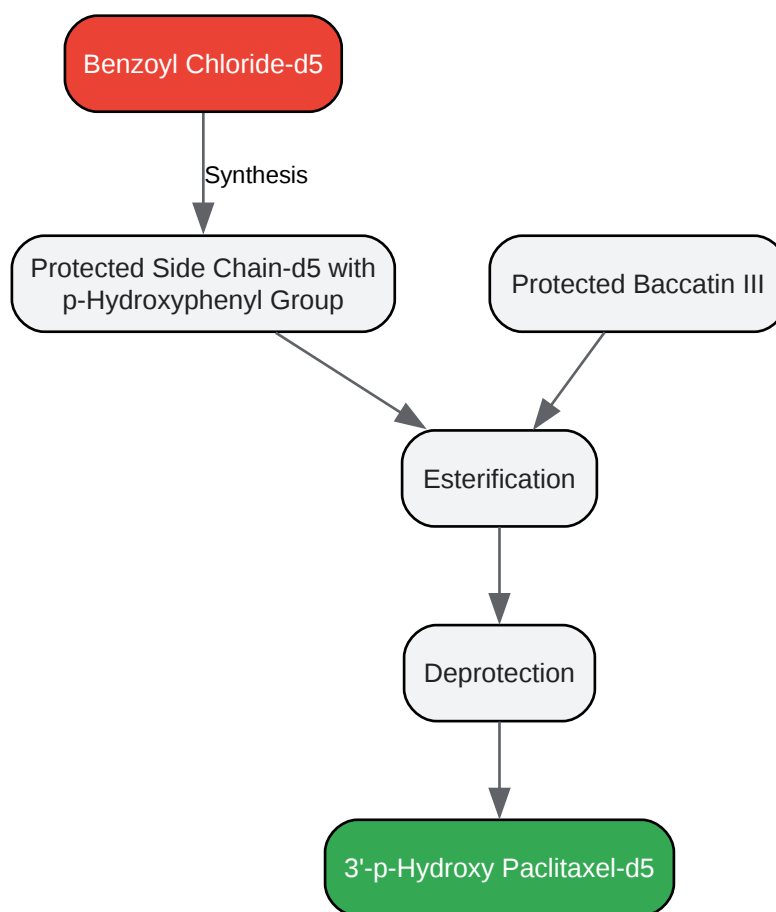 Benzoyl Chloride-d5
Synthesis
Protected Side Chain-d5 with
p-Hydroxyphenyl Group
Protected Baccatin III
Esterification
Deprotection
3'-p-Hydroxy Paclitaxel-d5